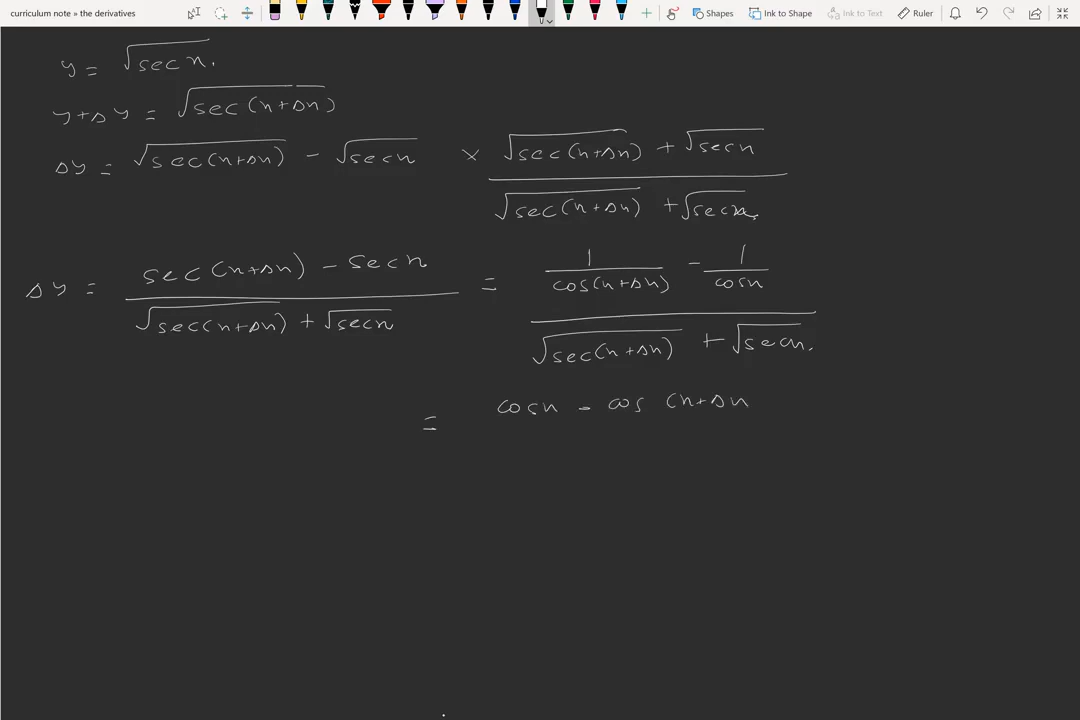 curriculum note » the derivatives
Shapes Ink to Shape Ink to Text Ruler
y = √sec x.
y+Δy = √sec(x+Δx)
Δy = √sec(x+Δx) - √sec x × (√sec(x+Δx) + √sec x) / (√sec(x+Δx) + √sec x)
Δy = (sec(x+Δx) - sec x) / (√sec(x+Δx) + √sec x) = (1/cos(x+Δx) - 1/cos x) / (√sec(x+Δx) + √sec x.)
= cos x - cos (x+Δx